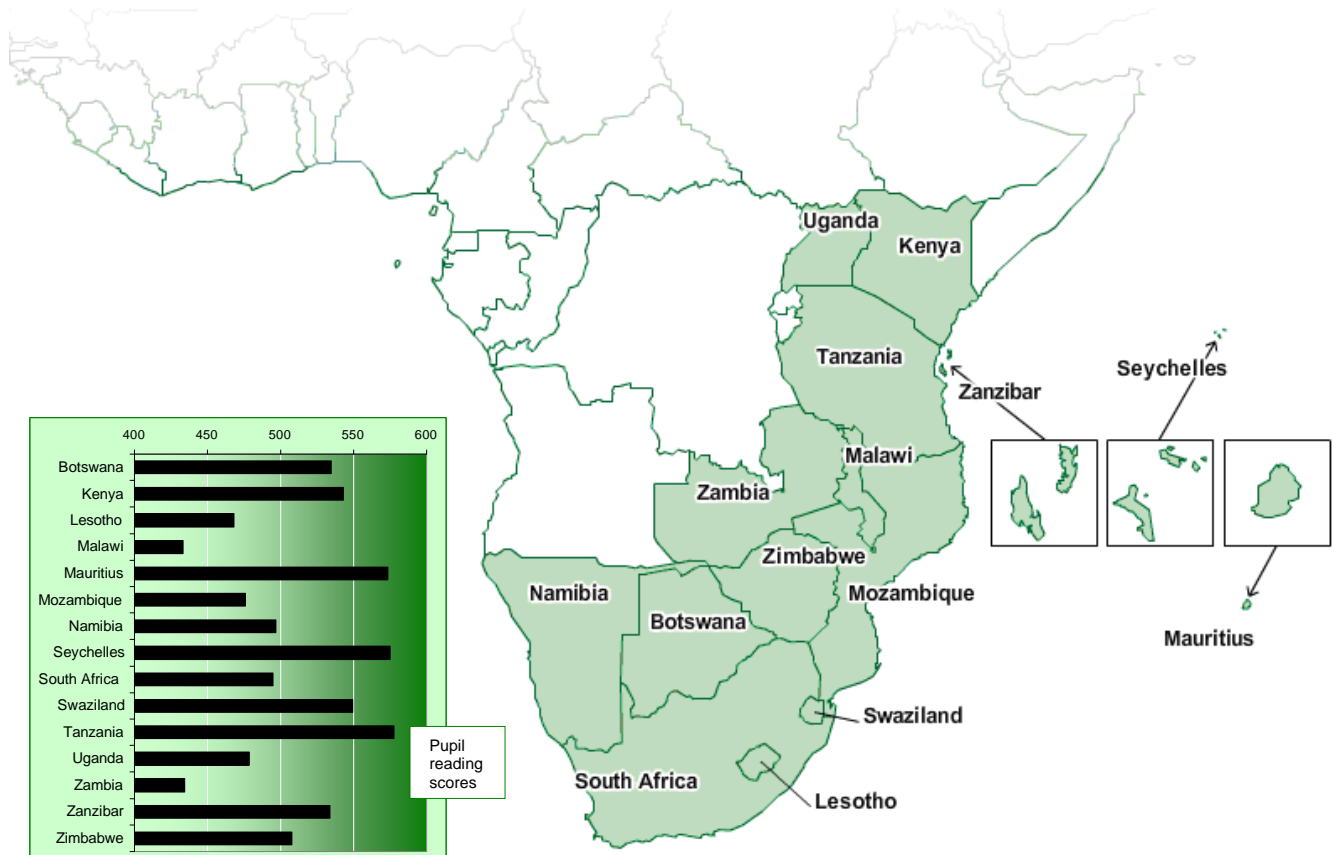 Uganda
Kenya
Tanzania
Seychelles
Zanzibar
Malawi
Zambia
Zimbabwe
Namibia
Mozambique
Botswana
Mauritius
Swaziland
South Africa
Lesotho
400 450 500 550 600
Botswana
Kenya
Lesotho
Malawi
Mauritius
Mozambique
Namibia
Seychelles
South Africa
Swaziland
Tanzania
Uganda
Zambia
Zanzibar
Zimbabwe
Pupil
reading
scores